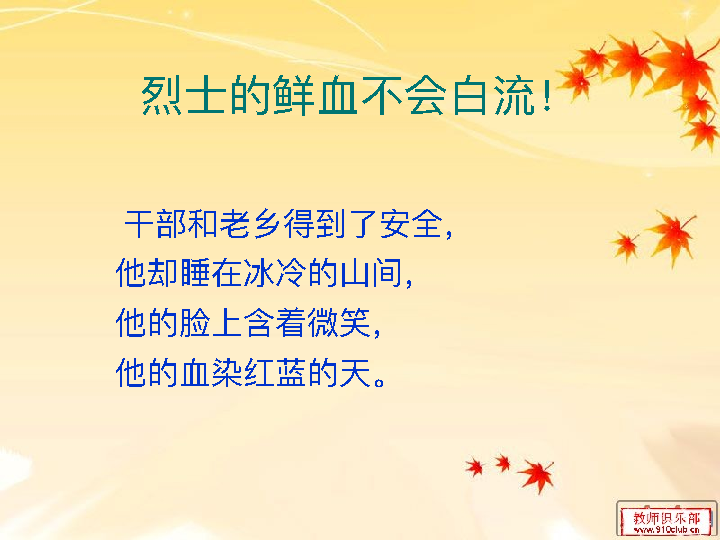 烈士的鲜血不会白流！
干部和老乡得到了安全，
他却睡在冰冷的山间，
他的脸上含着微笑，
他的血染红蓝的天。
教师俱乐部
www.910club.cn